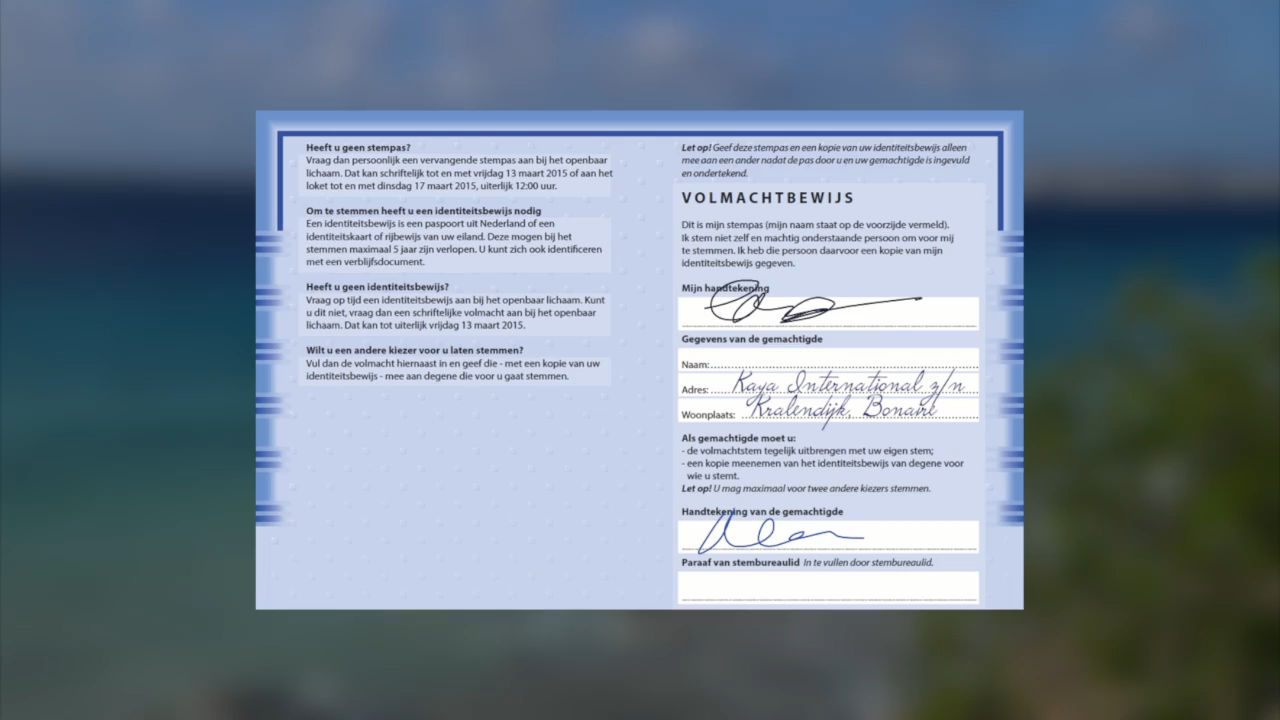 Heeft u geen stempas?
Vraag dan persoonlijk een vervangende stempas aan bij het openbaar
lichaam. Dat kan schriftelijk tot en met vrijdag 13 maart 2015 of aan het
loket tot en met dinsdag 17 maart 2015, uiterlijk 12:00 uur.
Om te stemmen heeft u een identiteitsbewijs nodig
Een identiteitsbewijs is een paspoort uit Nederland of een
identiteitskaart of rijbewijs van uw eiland. Deze mogen bij het
stemmen maximaal 5 jaar zijn verlopen. U kunt zich ook identificeren
met een verblijfsdocument.
Heeft u geen identiteitsbewijs?
Vraag op tijd een identiteitsbewijs aan bij het openbaar lichaam. Kunt
u dit niet, vraag dan een schriftelijke volmacht aan bij het openbaar
lichaam. Dat kan tot uiterlijk vrijdag 13 maart 2015.
Wilt u een andere kiezer voor u laten stemmen?
Vul dan de volmacht hiernaast in en geef die - met een kopie van uw
identiteitsbewijs - mee aan degene die voor u gaat stemmen.
Let op! Geef deze stempas en een kopie van uw identiteitsbewijs alleen
mee aan een ander nadat de pas door u en uw gemachtigde is ingevuld
en ondertekend.
VOLMACHTBEWIJS
Dit is mijn stempas (mijn naam staat op de voorzijde vermeld).
Ik stem niet zelf en machtig onderstaande persoon om voor mij
te stemmen. Ik heb die persoon daarvoor een kopie van mijn
identiteitsbewijs gegeven.
Mijn handtekening
Gegevens van de gemachtigde
Naam:
Adres: Kaya International z/n
Woonplaats: Kralendijk, Bonaire
Als gemachtigde moet u:
- de volmachtstem tegelijk uitbrengen met uw eigen stem;
- een kopie meenemen van het identiteitsbewijs van degene voor
wie u stemt.
Let op! U mag maximaal voor twee andere kiezers stemmen.
Handtekening van de gemachtigde
Paraaf van stembureaulid In te vullen door stembureaulid.